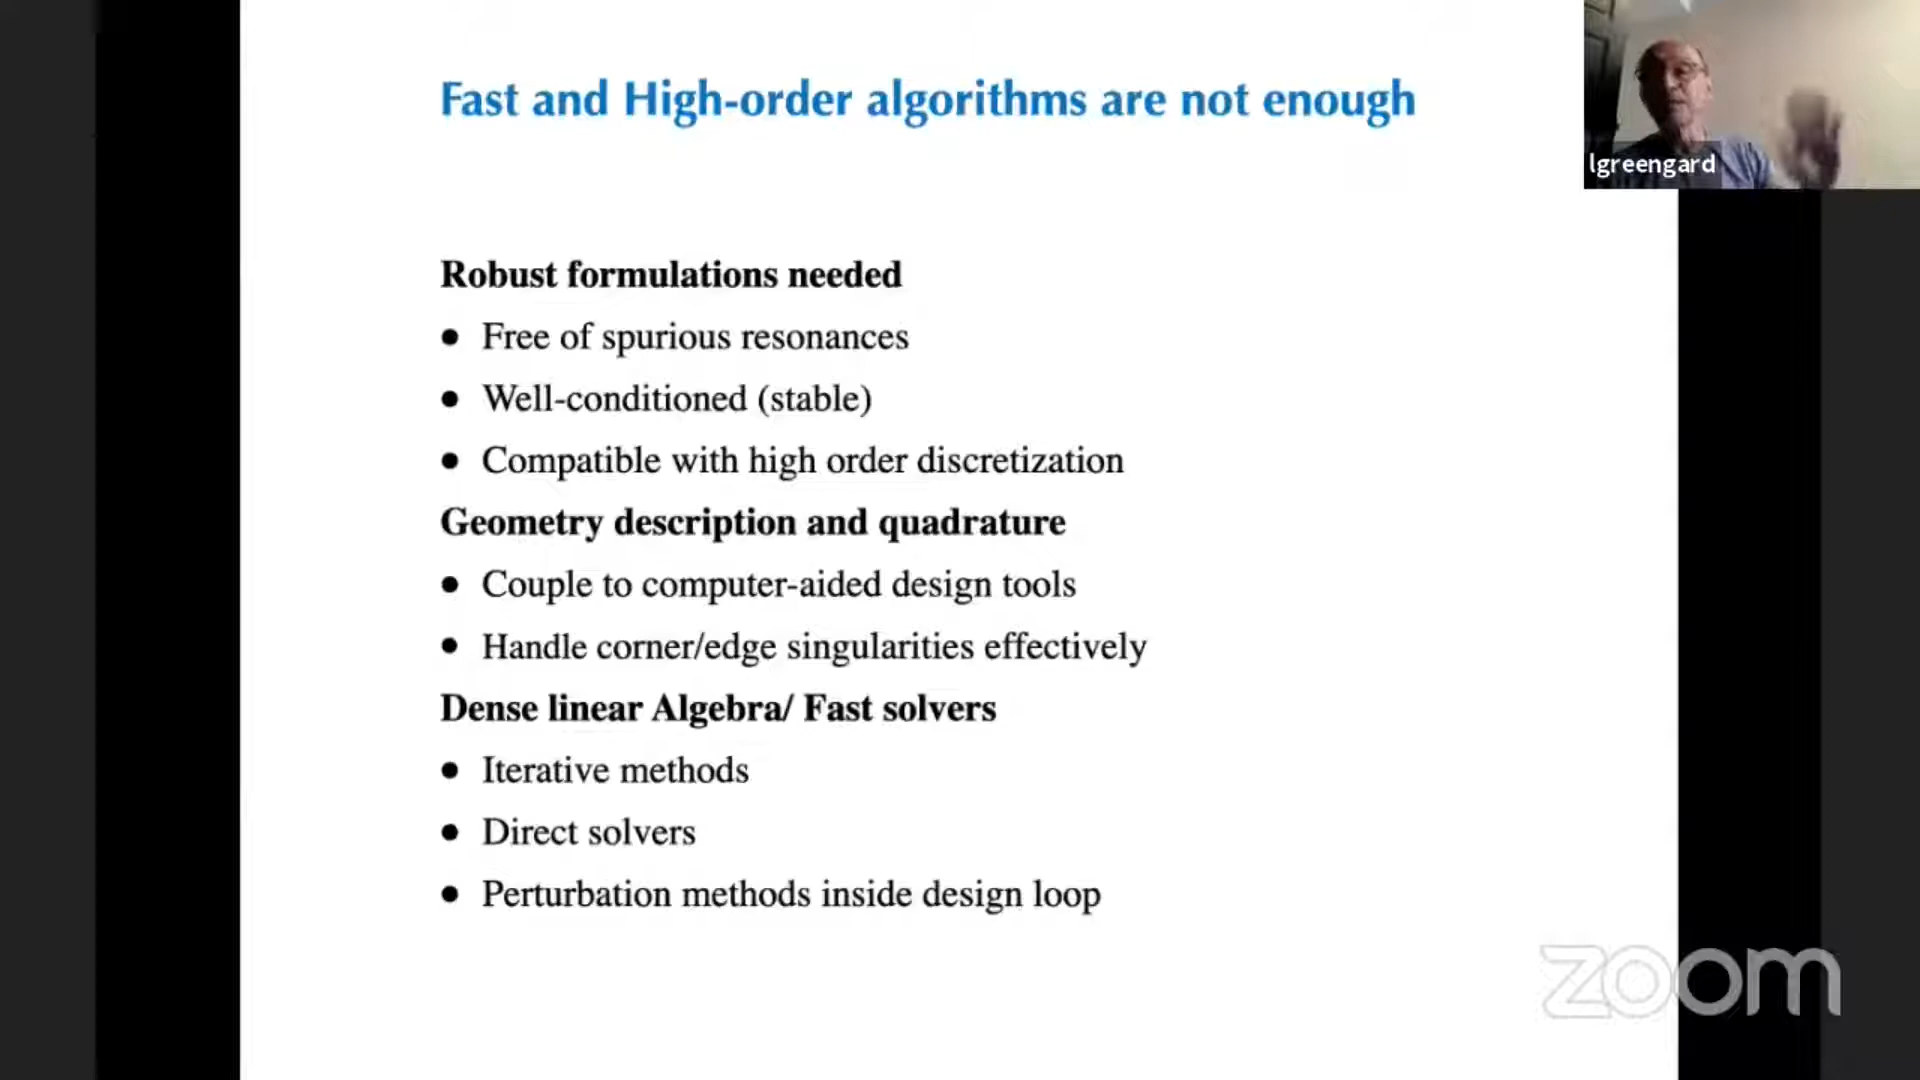 Fast and High-order algorithms are not enough
lgreengard
Robust formulations needed
● Free of spurious resonances
● Well-conditioned (stable)
● Compatible with high order discretization
Geometry description and quadrature
● Couple to computer-aided design tools
● Handle corner/edge singularities effectively
Dense linear Algebra/ Fast solvers
● Iterative methods
● Direct solvers
● Perturbation methods inside design loop
zoom